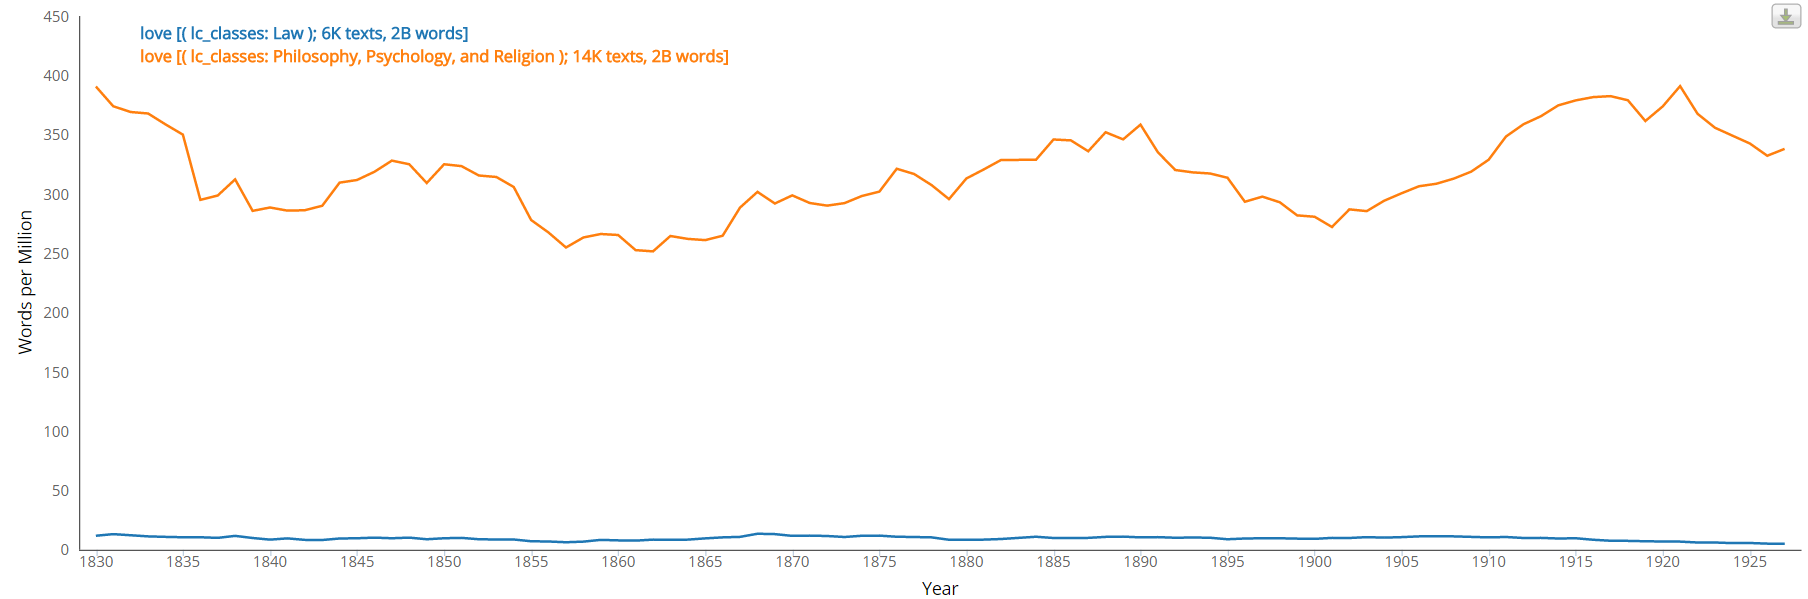 love [( lc_classes: Law ); 6K texts, 2B words]
love [( lc_classes: Philosophy, Psychology, and Religion ); 14K texts, 2B words]
Words per Million
450
400
350
300
250
200
150
100
50
0
1830 1835 1840 1845 1850 1855 1860 1865 1870 1875 1880 1885 1890 1895 1900 1905 1910 1915 1920 1925
Year